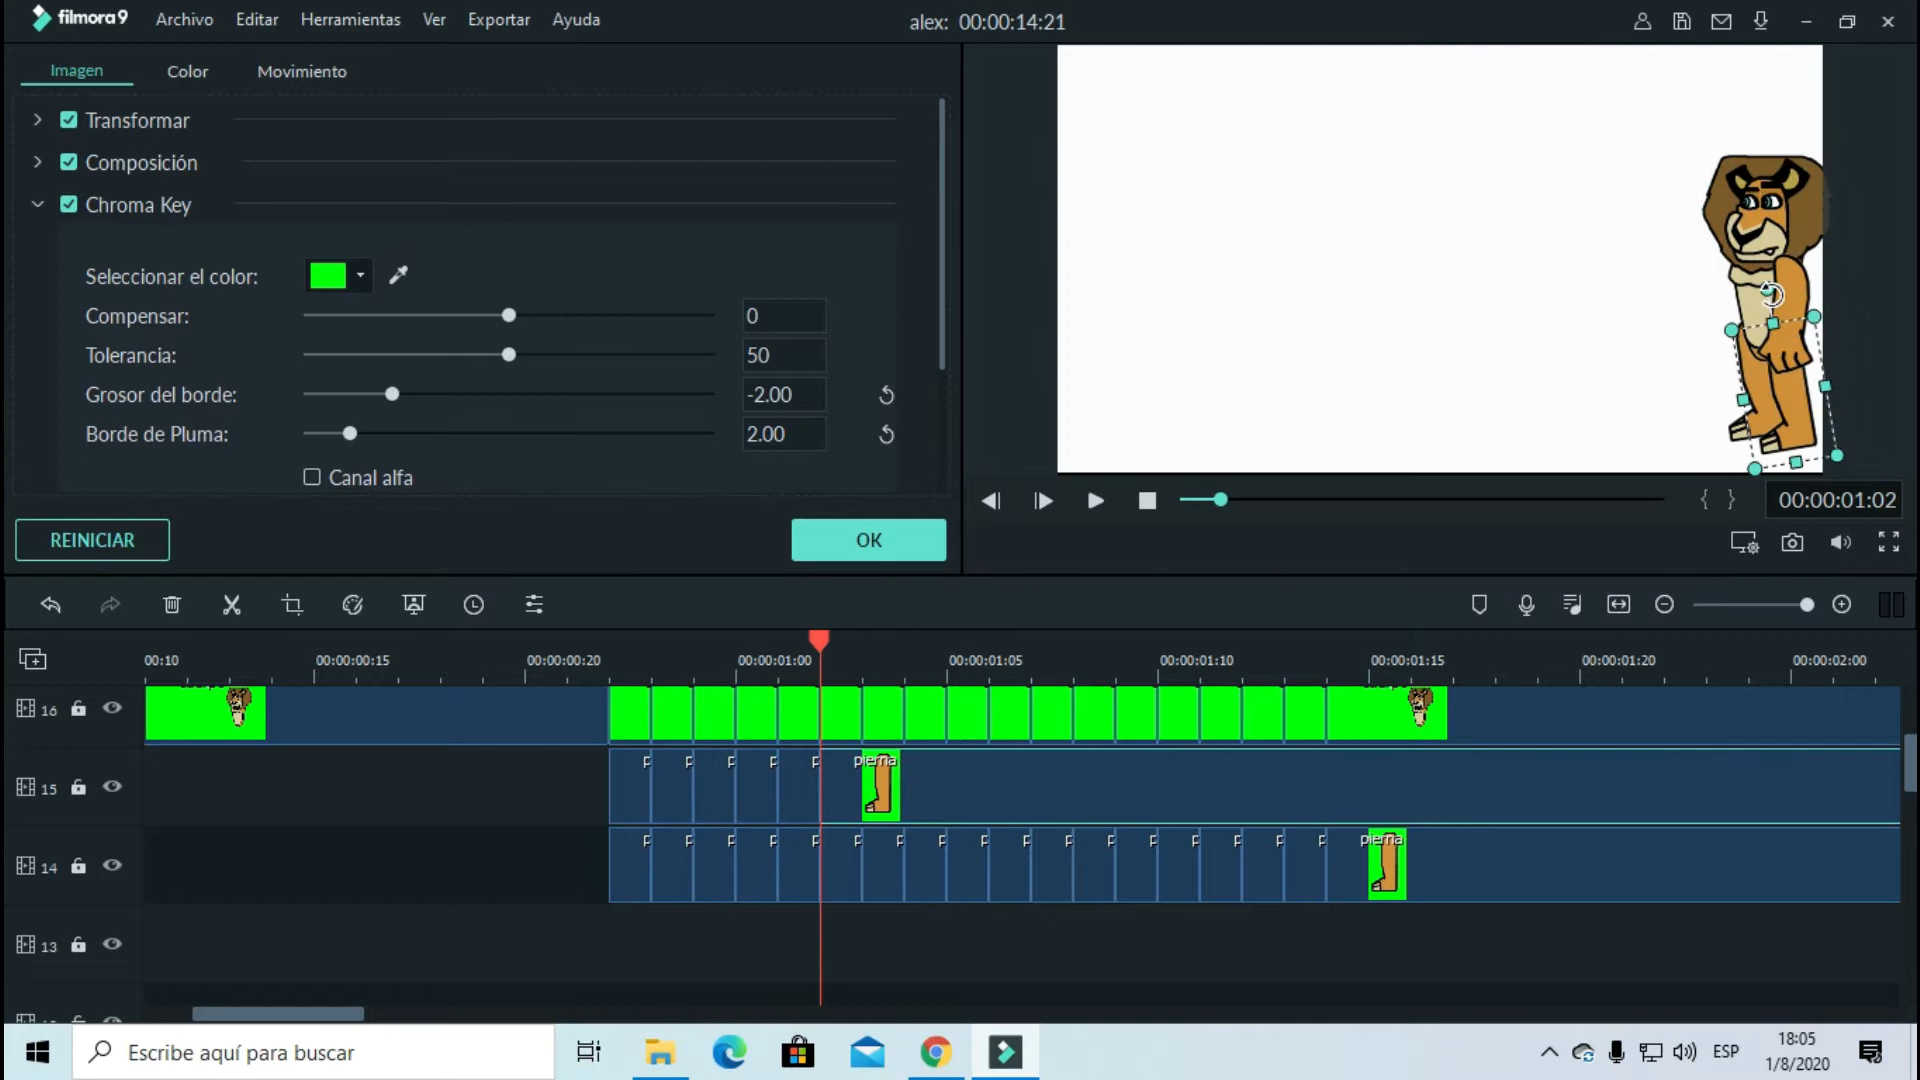 filmora9 Archivo Editar Herramientas Ver Exportar Ayuda alex: 00:00:14:21
Imagen Color Movimiento
Transformar
Composición
Chroma Key
Seleccionar el color:
Compensar: 0
Tolerancia: 50
Grosor del borde: -2.00
Borde de Pluma: 2.00
Canal alfa
REINICIAR OK
{ } 00:00:01:02
00:10 00:00:00:15 00:00:00:20 00:00:01:00 00:00:01:05 00:00:01:10 00:00:01:15 00:00:01:20 00:00:02:00
16
15 p p p p p pierna
14 p p p p p p p p p p p p p p p p p pierna
13
Escribe aquí para buscar
ESP
18:05
1/8/2020